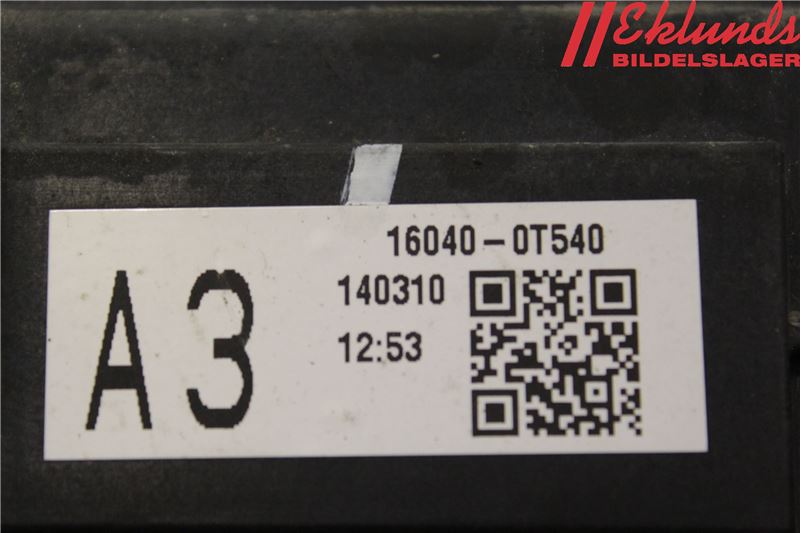 Eklunds
BILDELSLAGER
16040-0T540
A3
140310
12:53